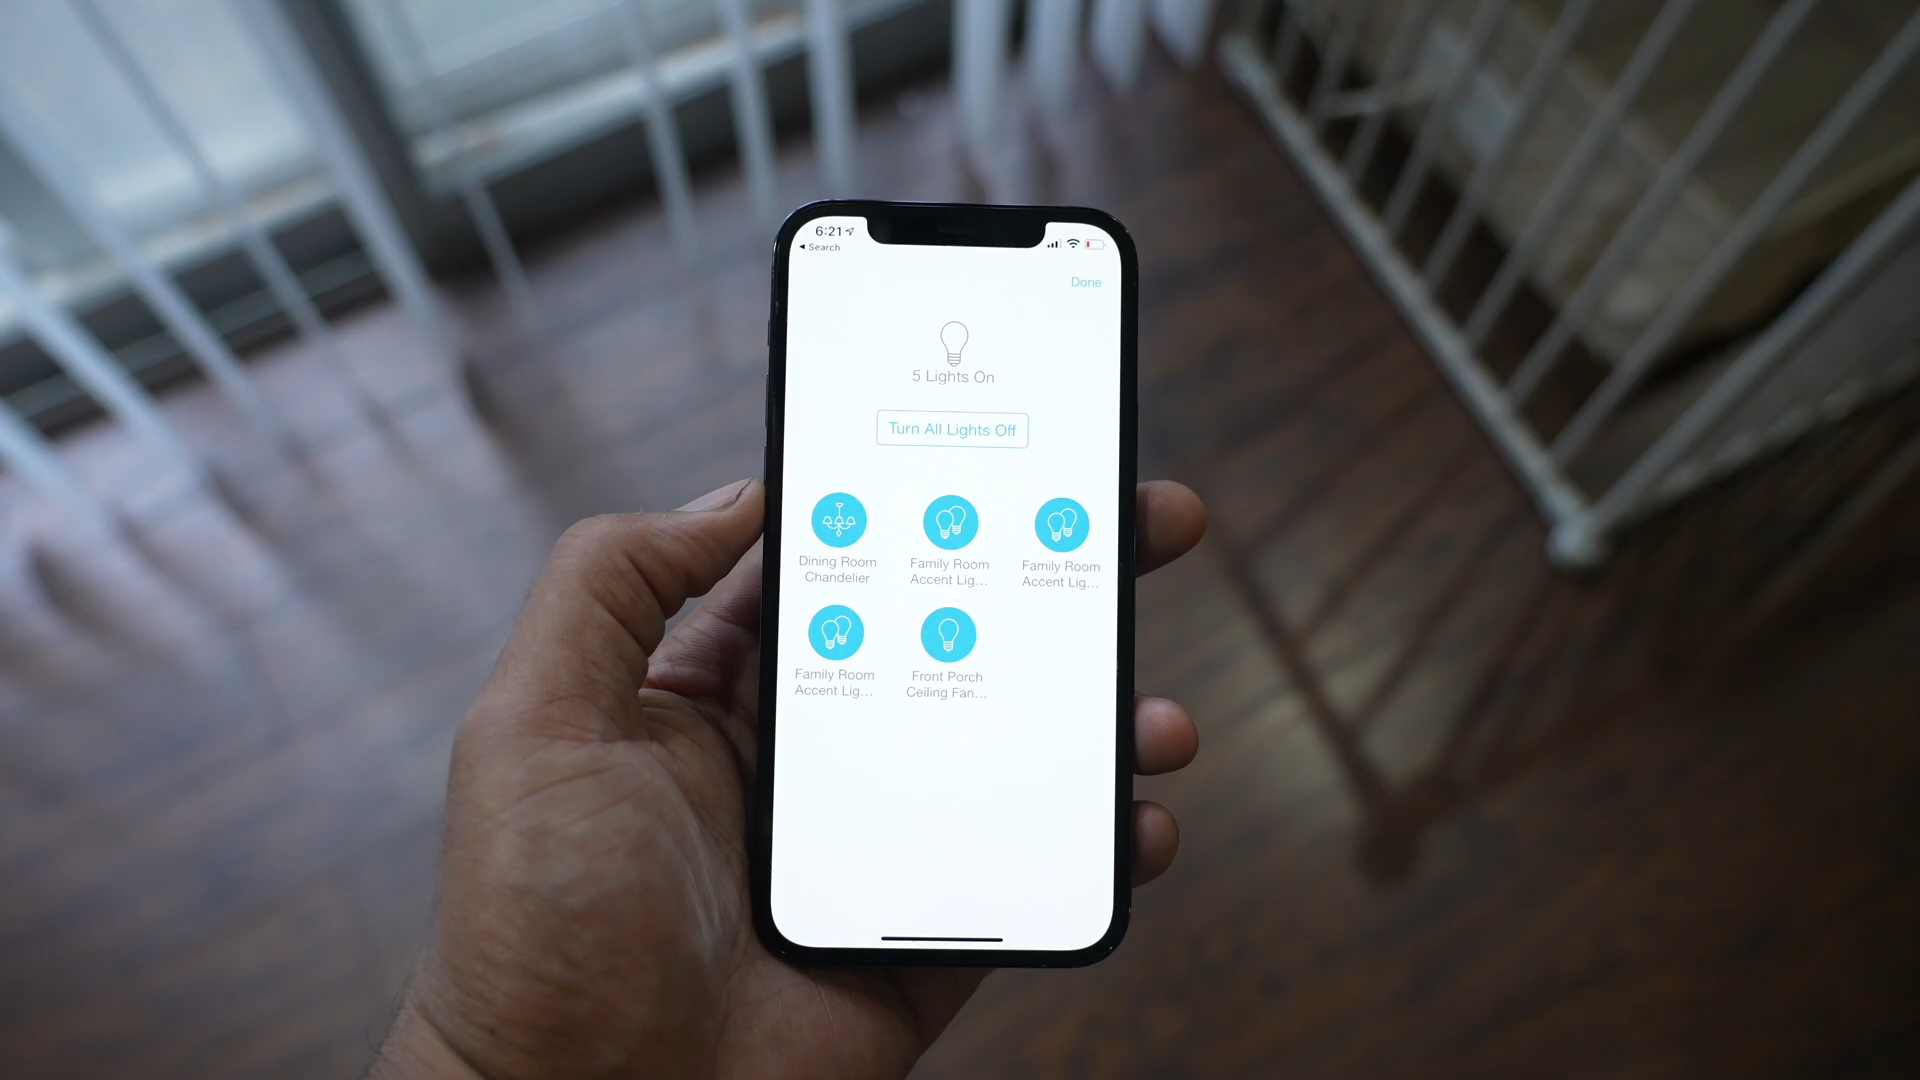 6:21
Search
Done
5 Lights On
Turn All Lights Off
Dining Room
Chandelier
Family Room
Accent Lig...
Family Room
Accent Lig...
Family Room
Accent Lig...
Front Porch
Ceiling Fan...